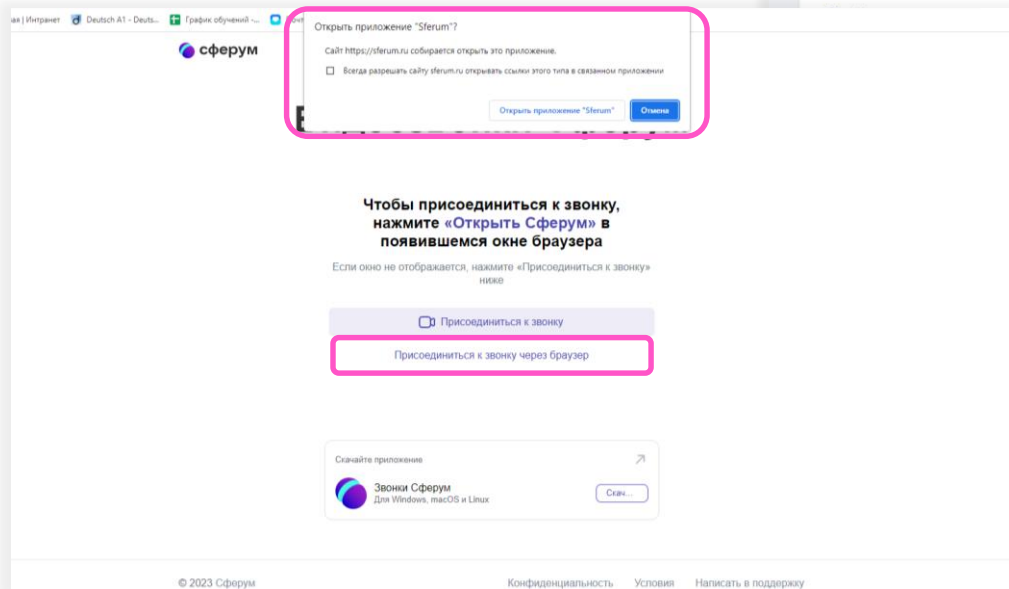 ая | Интранет Deutsch A1 - Deuts... График обучений -... Почт
Открыть приложение "Sferum"?
Сайт https://sferum.ru собирается открыть это приложение.
Всегда разрешать сайту sferum.ru открывать ссылки этого типа в связанном приложении
Открыть приложение "Sferum" Отмена
сферум
Чтобы присоединиться к звонку,
нажмите «Открыть Сферум» в
появившемся окне браузера
Если окно не отображается, нажмите «Присоединиться к звонку»
ниже
Присоединиться к звонку
Присоединиться к звонку через браузер
Скачайте приложение
Звонки Сферум
Для Windows, macOS и Linux
Скач...
© 2023 Сферум Конфиденциальность Условия Написать в поддержку